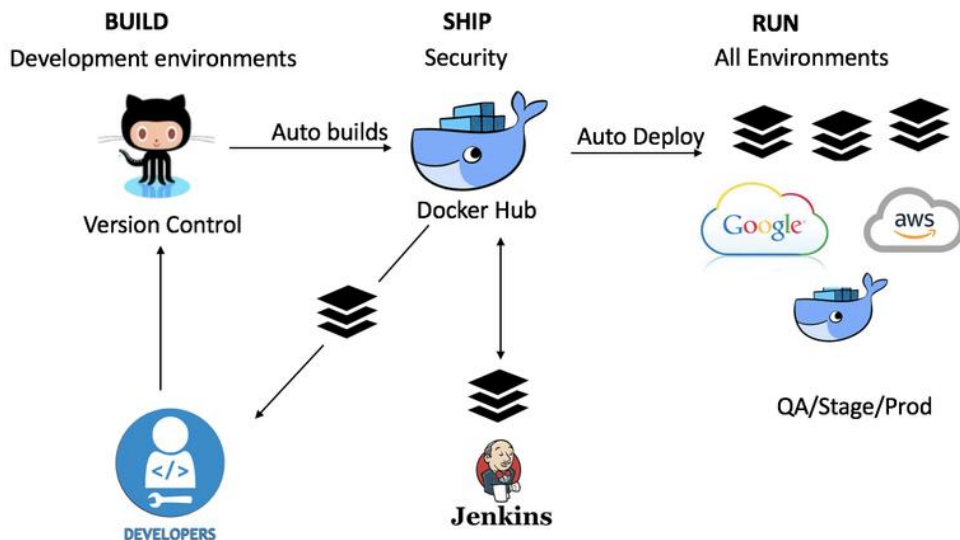 BUILD
Development environments
SHIP
Security
RUN
All Environments
Auto builds
Auto Deploy
Version Control
Docker Hub
Google
aws
QA/Stage/Prod
</>
DEVELOPERS
Jenkins